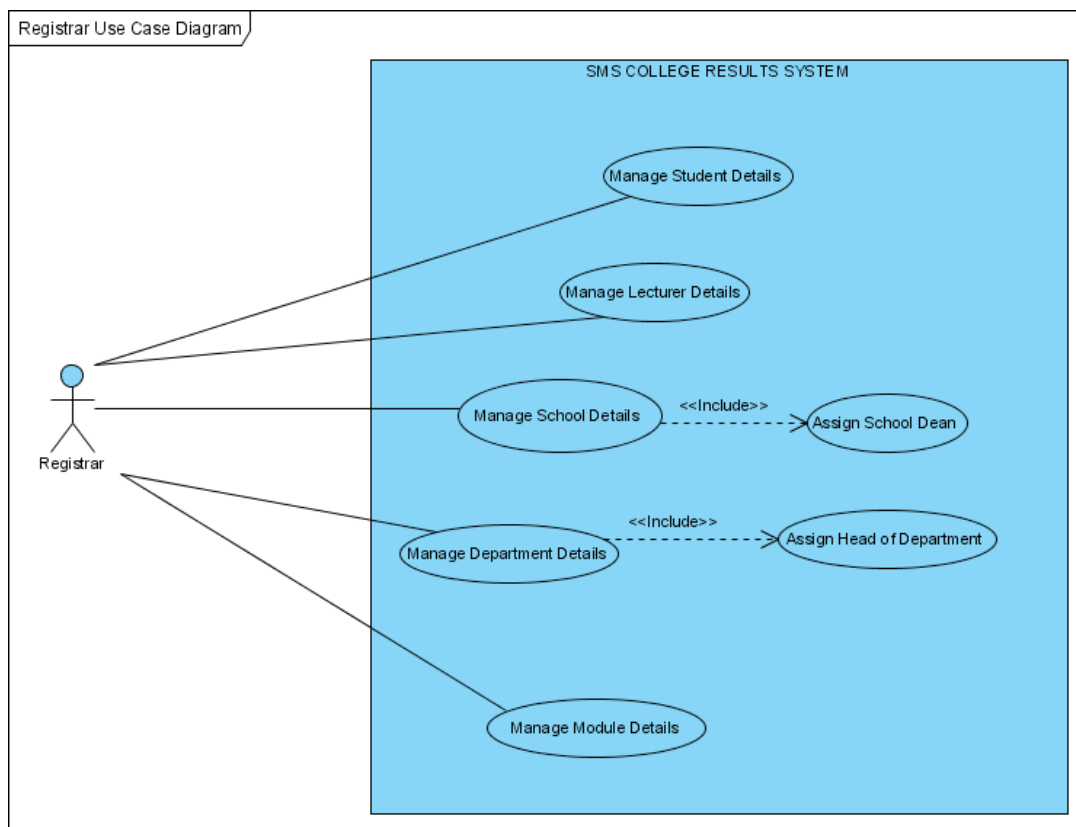 Registrar Use Case Diagram
SMS COLLEGE RESULTS SYSTEM
Manage Student Details
Manage Lecturer Details
Manage School Details
<<Include>>
Assign School Dean
Registrar
Manage Department Details
<<Include>>
Assign Head of Department
Manage Module Details